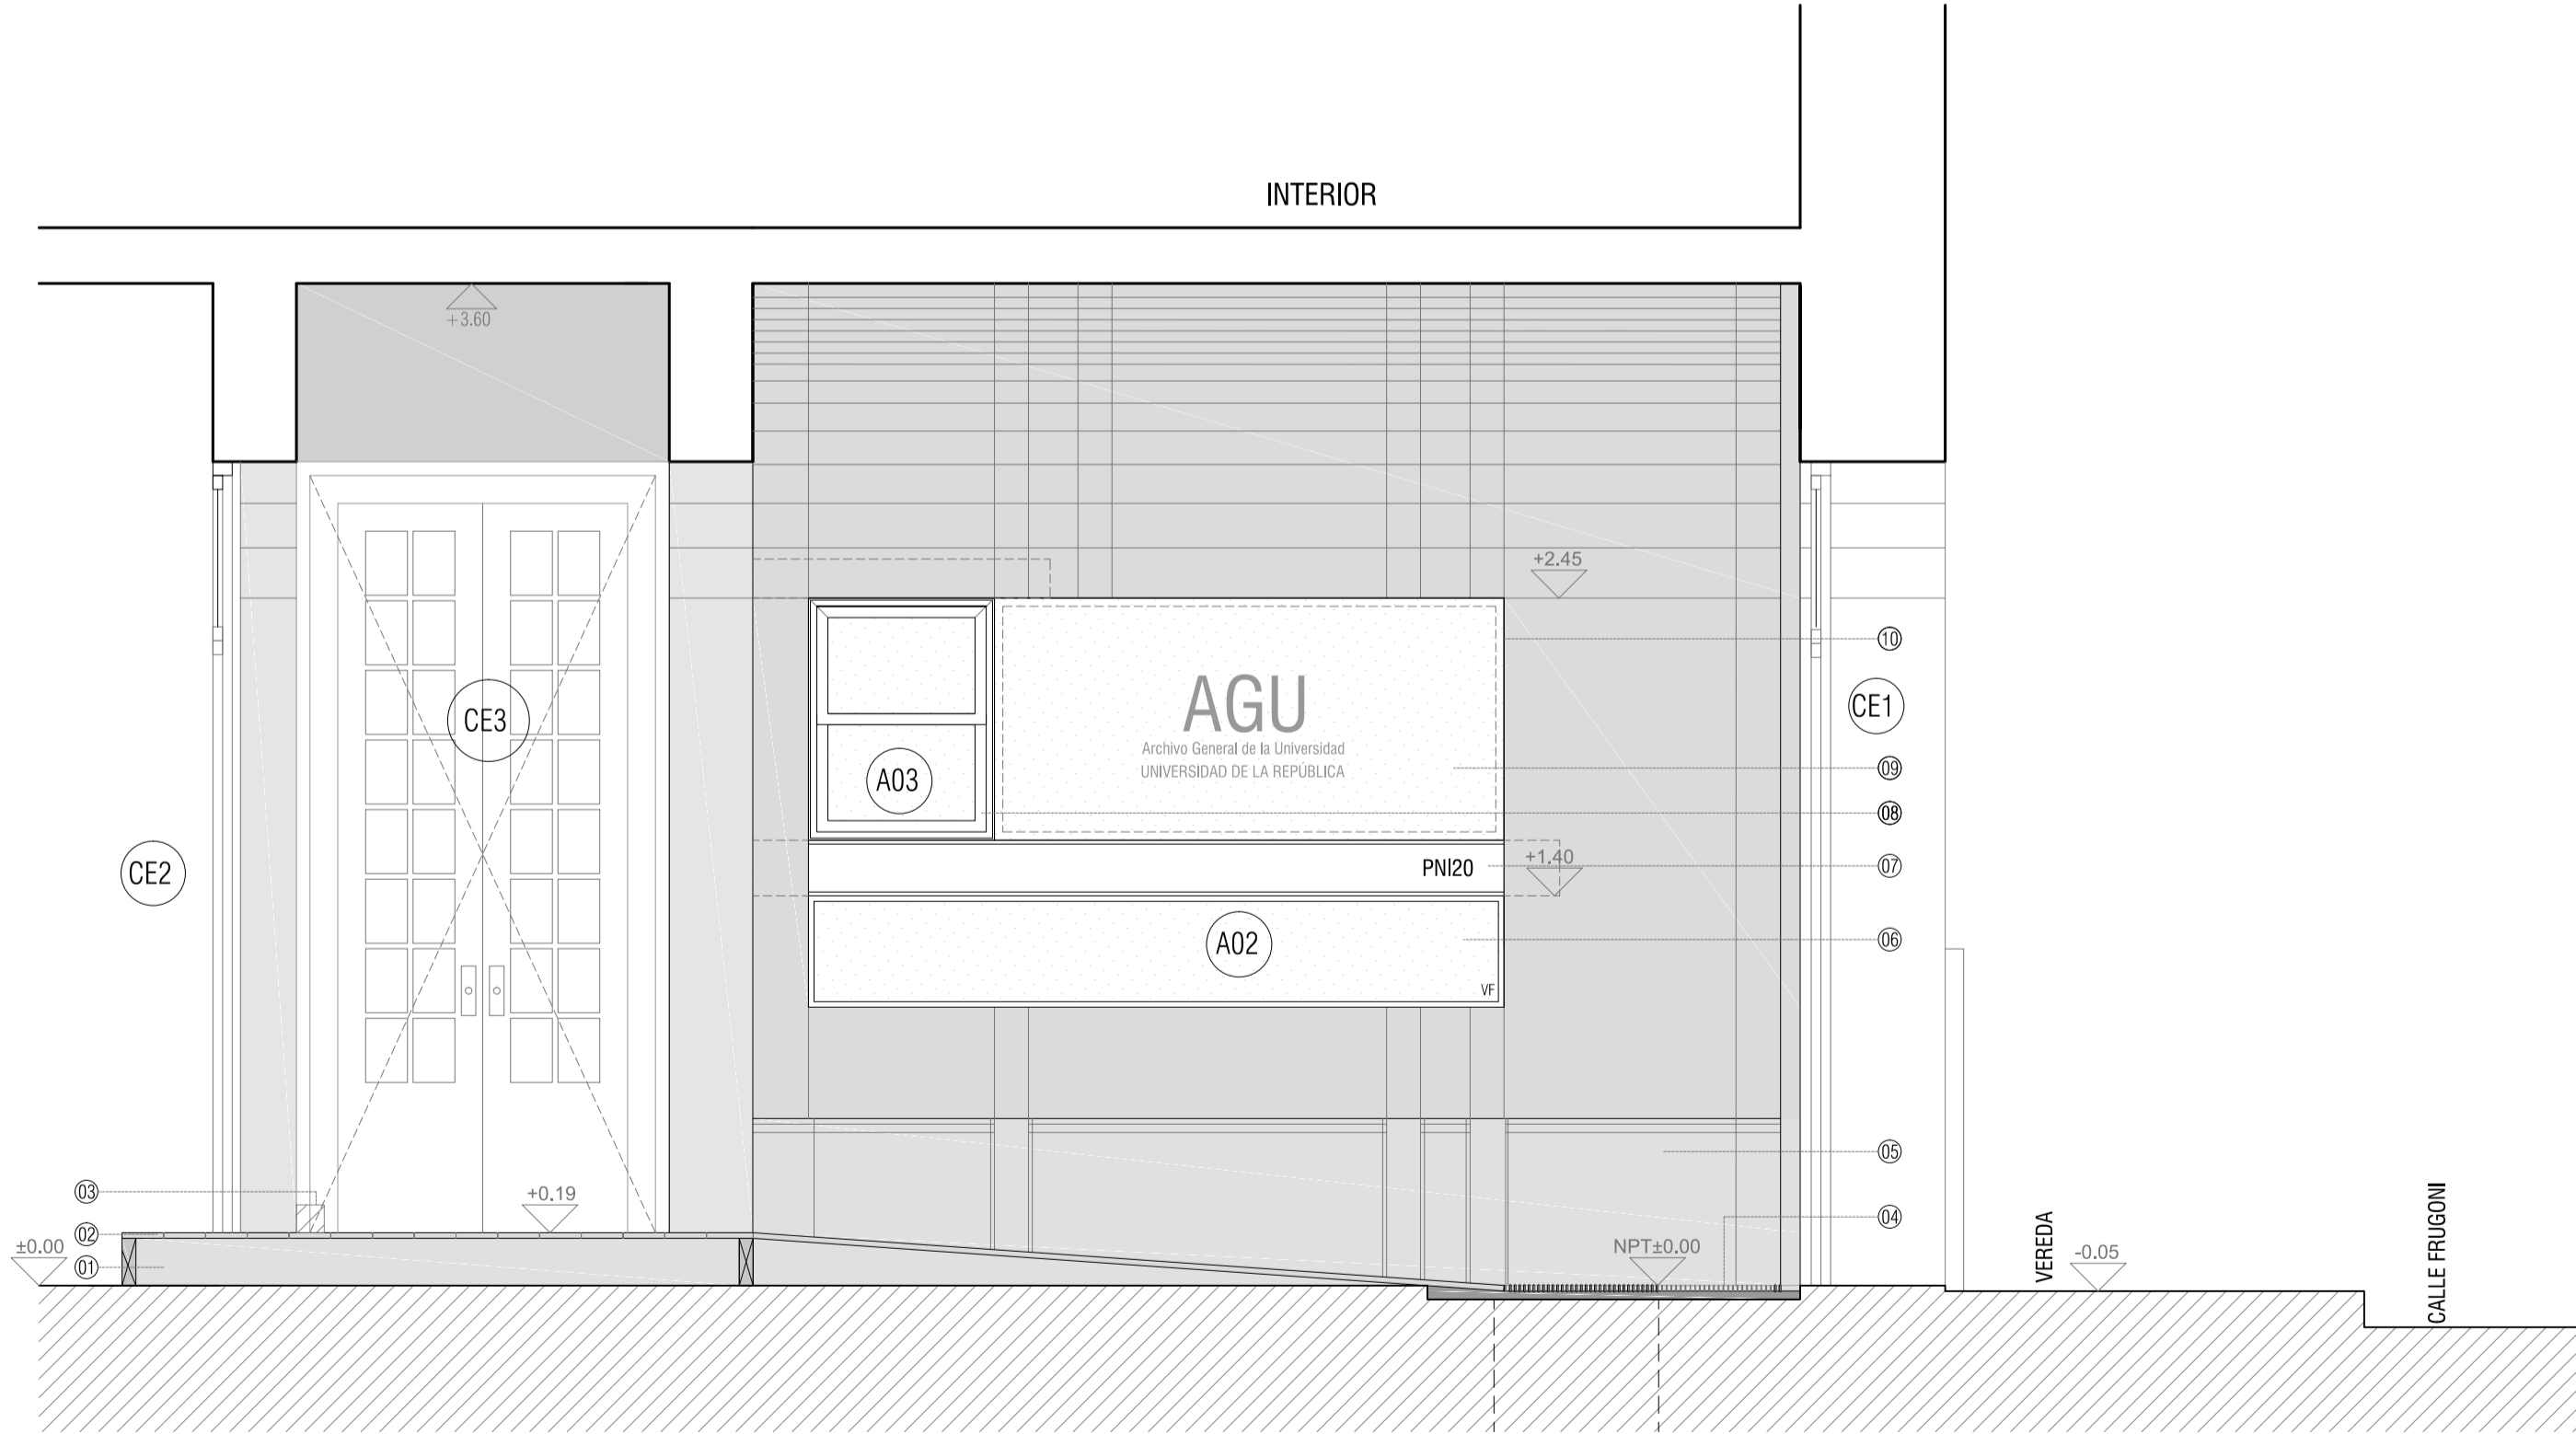 INTERIOR
+3.60
+2.45
10
CE3
AGU
CE1
Archivo General de la Universidad
UNIVERSIDAD DE LA REPÚBLICA
09
A03
08
+1.40
PNI20
07
CE2
A02
06
VF
05
03
+0.19
04
02
±0.00
01
NPT±0.00
VEREDA
-0.05
CALLE FRUGONI